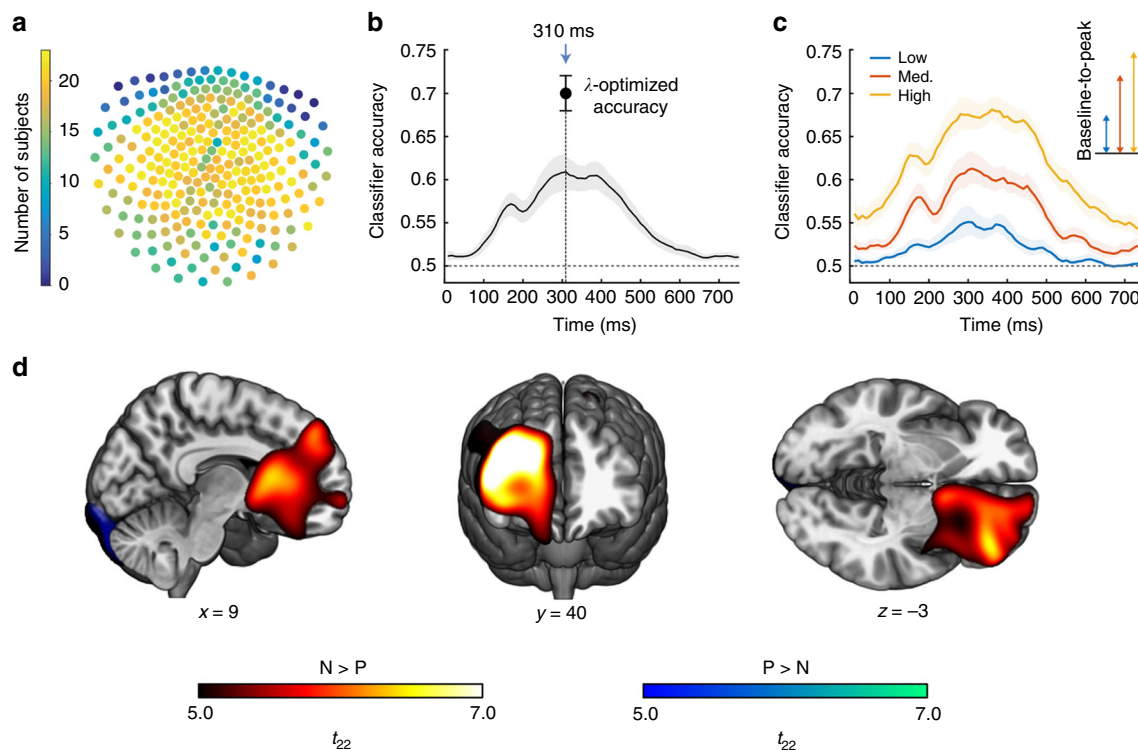 a
Number of subjects
20
15
10
5
0
b
310 ms
λ-optimized
accuracy
Classifier accuracy
0.75
0.7
0.65
0.6
0.55
0.5
0 100 200 300 400 500 600 700
Time (ms)
c
Low
Med.
High
Baseline-to-peak
Classifier accuracy
0.75
0.7
0.65
0.6
0.55
0.5
0 100 200 300 400 500 600 700
Time (ms)
d
x = 9
y = 40
z = −3
N > P
5.0 7.0
t22
P > N
5.0 7.0
t22